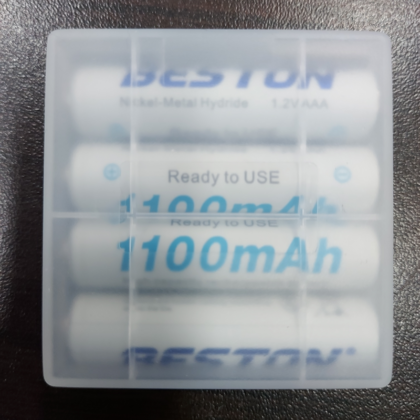 BESTON
Nickel-Metal Hydride 1.2V AAA
Ready to USE
1100mAh
Ready to USE
1100mAh
BESTON